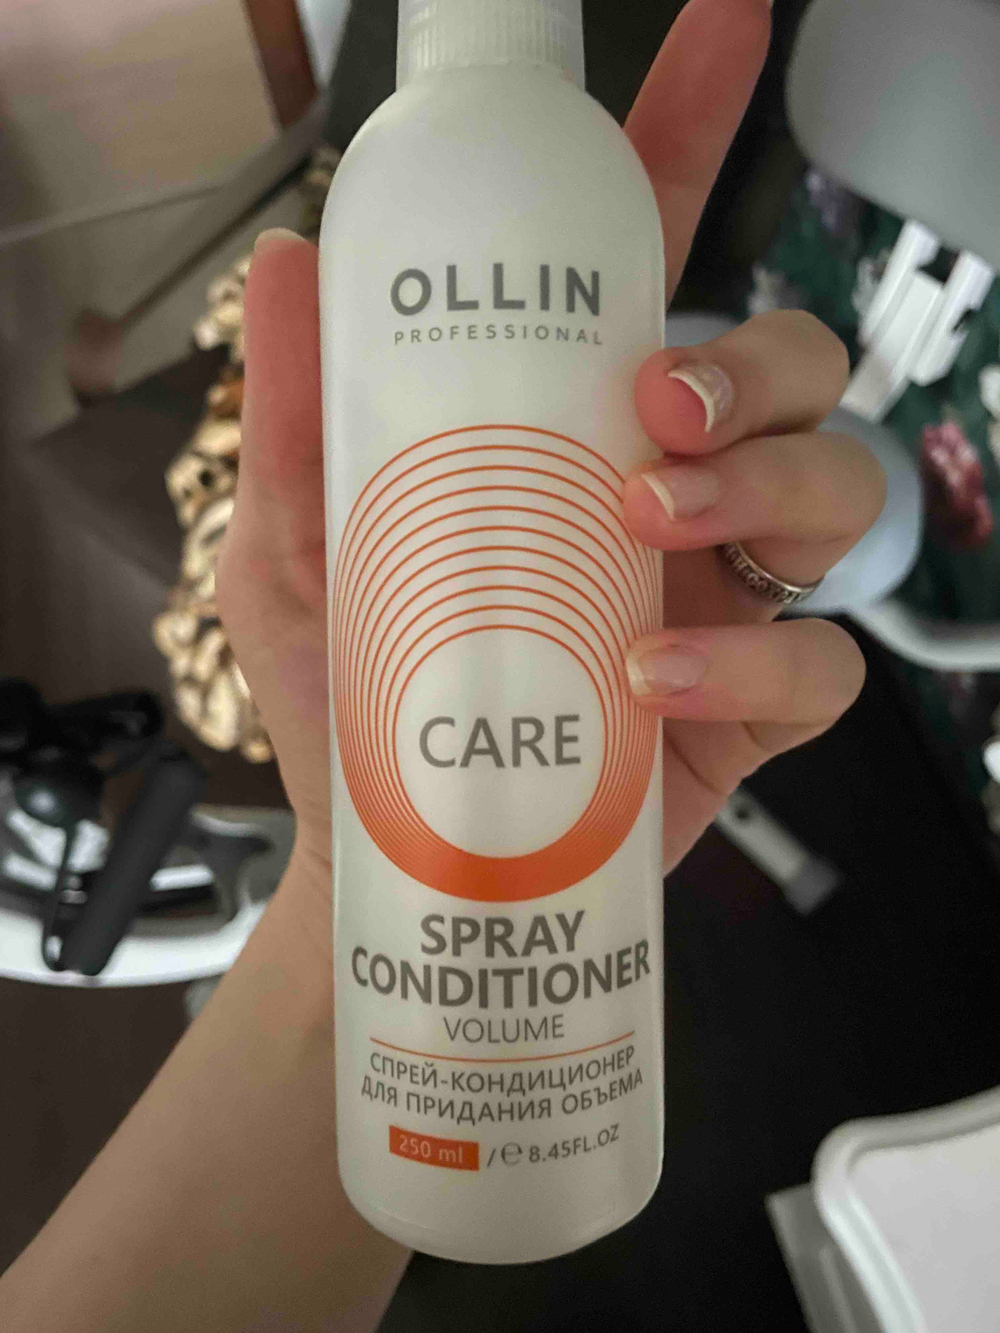 OLLIN
PROFESSIONAL
CARE
SPRAY
CONDITIONER
VOLUME
СПРЕЙ-КОНДИЦИОНЕР
ДЛЯ ПРИДАНИЯ ОБЪЕМА
250 ml / ℮ 8.45FL.OZ